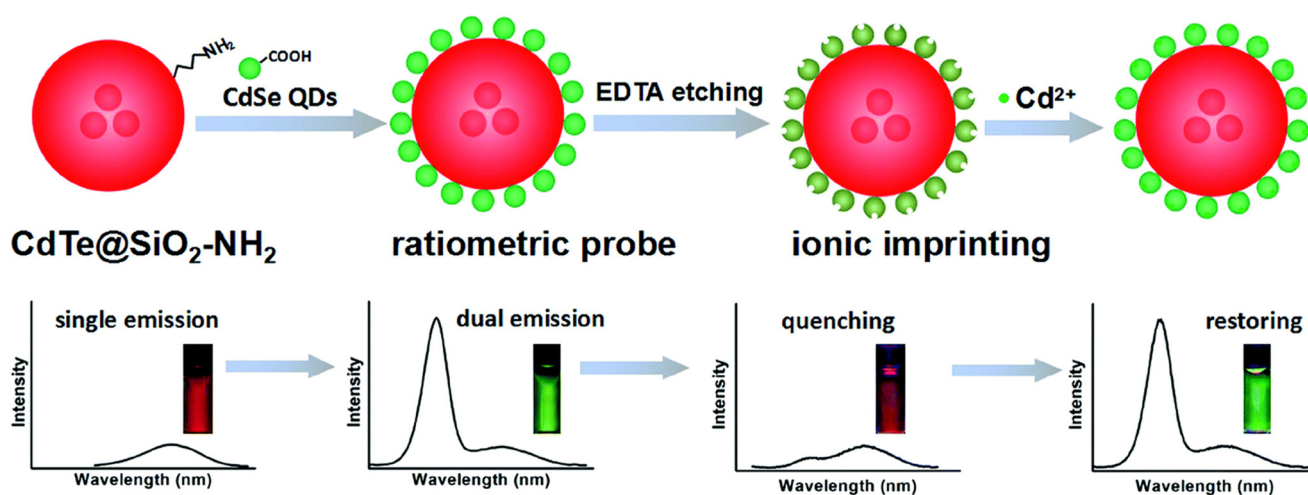 NH₂
COOH
CdSe QDs
EDTA etching
Cd²⁺
CdTe@SiO₂-NH₂
ratiometric probe
ionic imprinting
single emission
dual emission
quenching
restoring
Intensity
Intensity
Intensity
Intensity
Wavelength (nm)
Wavelength (nm)
Wavelength (nm)
Wavelength (nm)